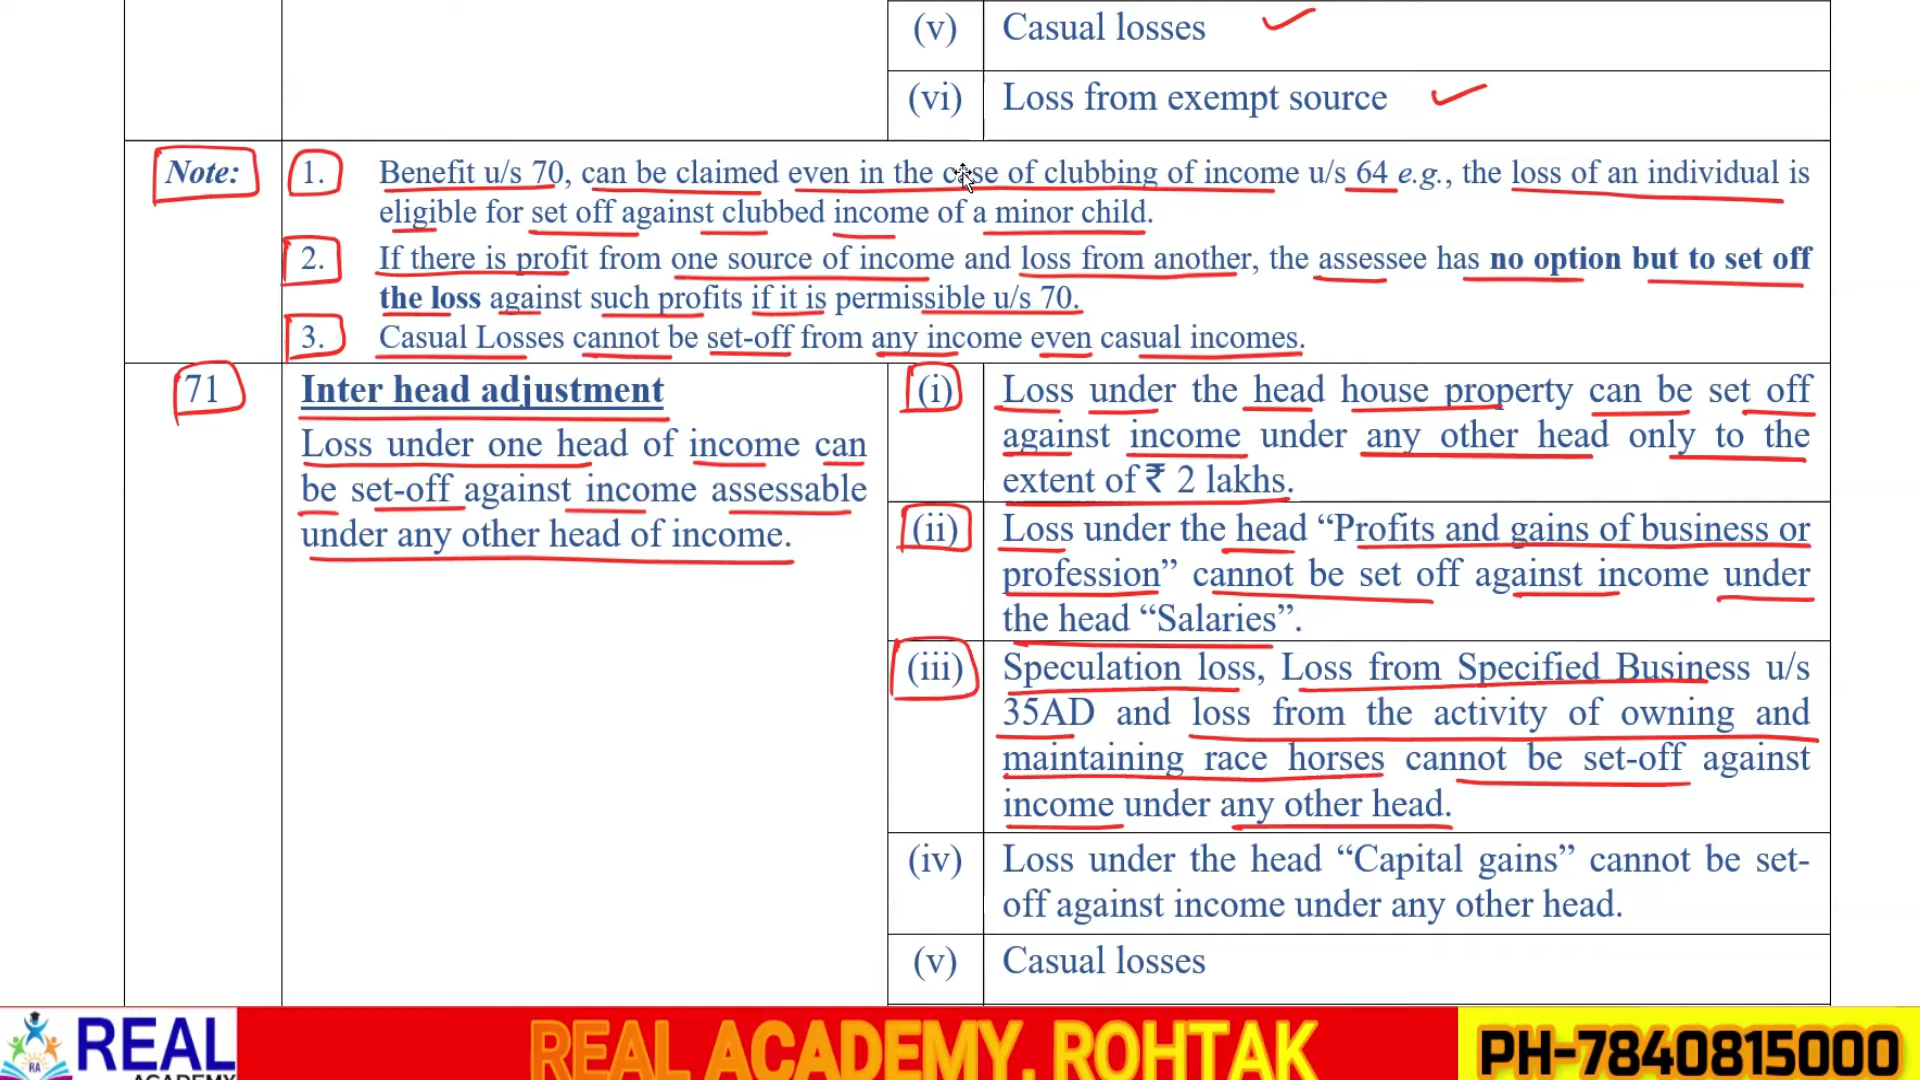 (v) Casual losses
(vi) Loss from exempt source
Note: 1. Benefit u/s 70, can be claimed even in the case of clubbing of income u/s 64 e.g., the loss of an individual is
eligible for set off against clubbed income of a minor child.
2. If there is profit from one source of income and loss from another, the assessee has no option but to set off
the loss against such profits if it is permissible u/s 70.
3. Casual Losses cannot be set-off from any income even casual incomes.
71
Inter head adjustment
Loss under one head of income can
be set-off against income assessable
under any other head of income.
(i) Loss under the head house property can be set off
against income under any other head only to the
extent of ₹ 2 lakhs.
(ii) Loss under the head “Profits and gains of business or
profession” cannot be set off against income under
the head “Salaries”.
(iii) Speculation loss, Loss from Specified Business u/s
35AD and loss from the activity of owning and
maintaining race horses cannot be set-off against
income under any other head.
(iv) Loss under the head “Capital gains” cannot be set-
off against income under any other head.
(v) Casual losses
RA
REAL
ACADEMY
REAL ACADEMY, ROHTAK
PH-7840815000